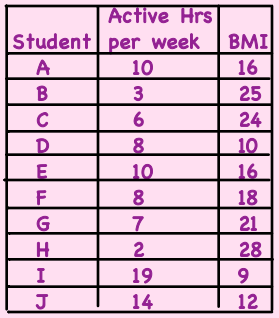 Student Active Hrs per week BMI
A 10 16
B 3 25
C 6 24
D 8 10
E 10 16
F 8 18
G 7 21
H 2 28
I 19 9
J 14 12